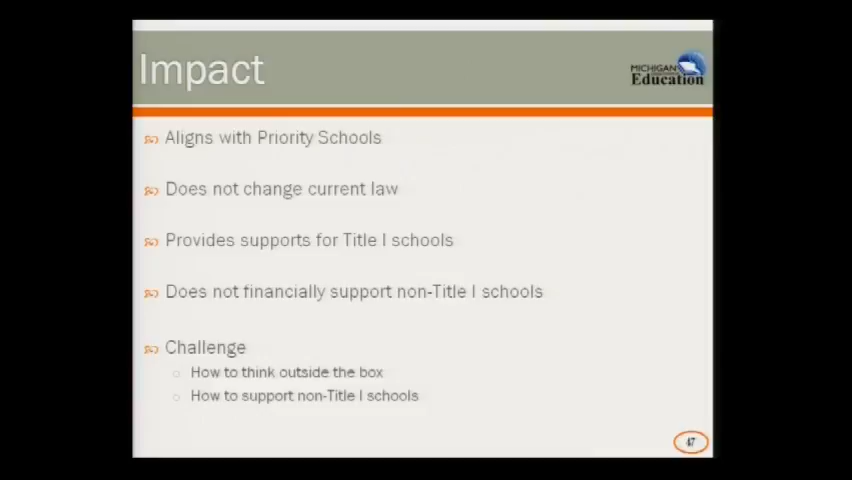 Impact
MICHIGAN
Education
Aligns with Priority Schools
Does not change current law
Provides supports for Title I schools
Does not financially support non-Title I schools
Challenge
How to think outside the box
How to support non-Title I schools
47